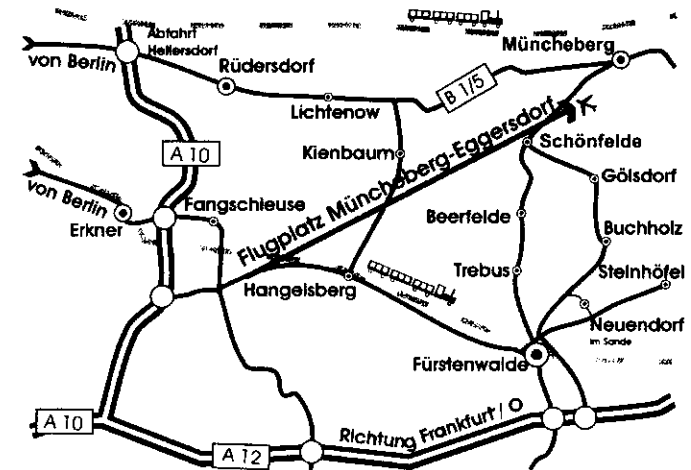 Abfahrt
Hellersdorf
Müncheberg
von Berlin
Rüdersdorf
B 1/5
Lichtenow
Flugplatz Müncheberg-Eggersdorf
A 10
Kienbaum
Schönfelde
Gölsdorf
von Berlin
Fangschleuse
Erkner
Beerfelde
Buchholz
Trebus
Steinhöfel
Hangelsberg
Neuendorf
im Sande
Fürstenwalde
A 10
Richtung Frankfurt / O
A 12